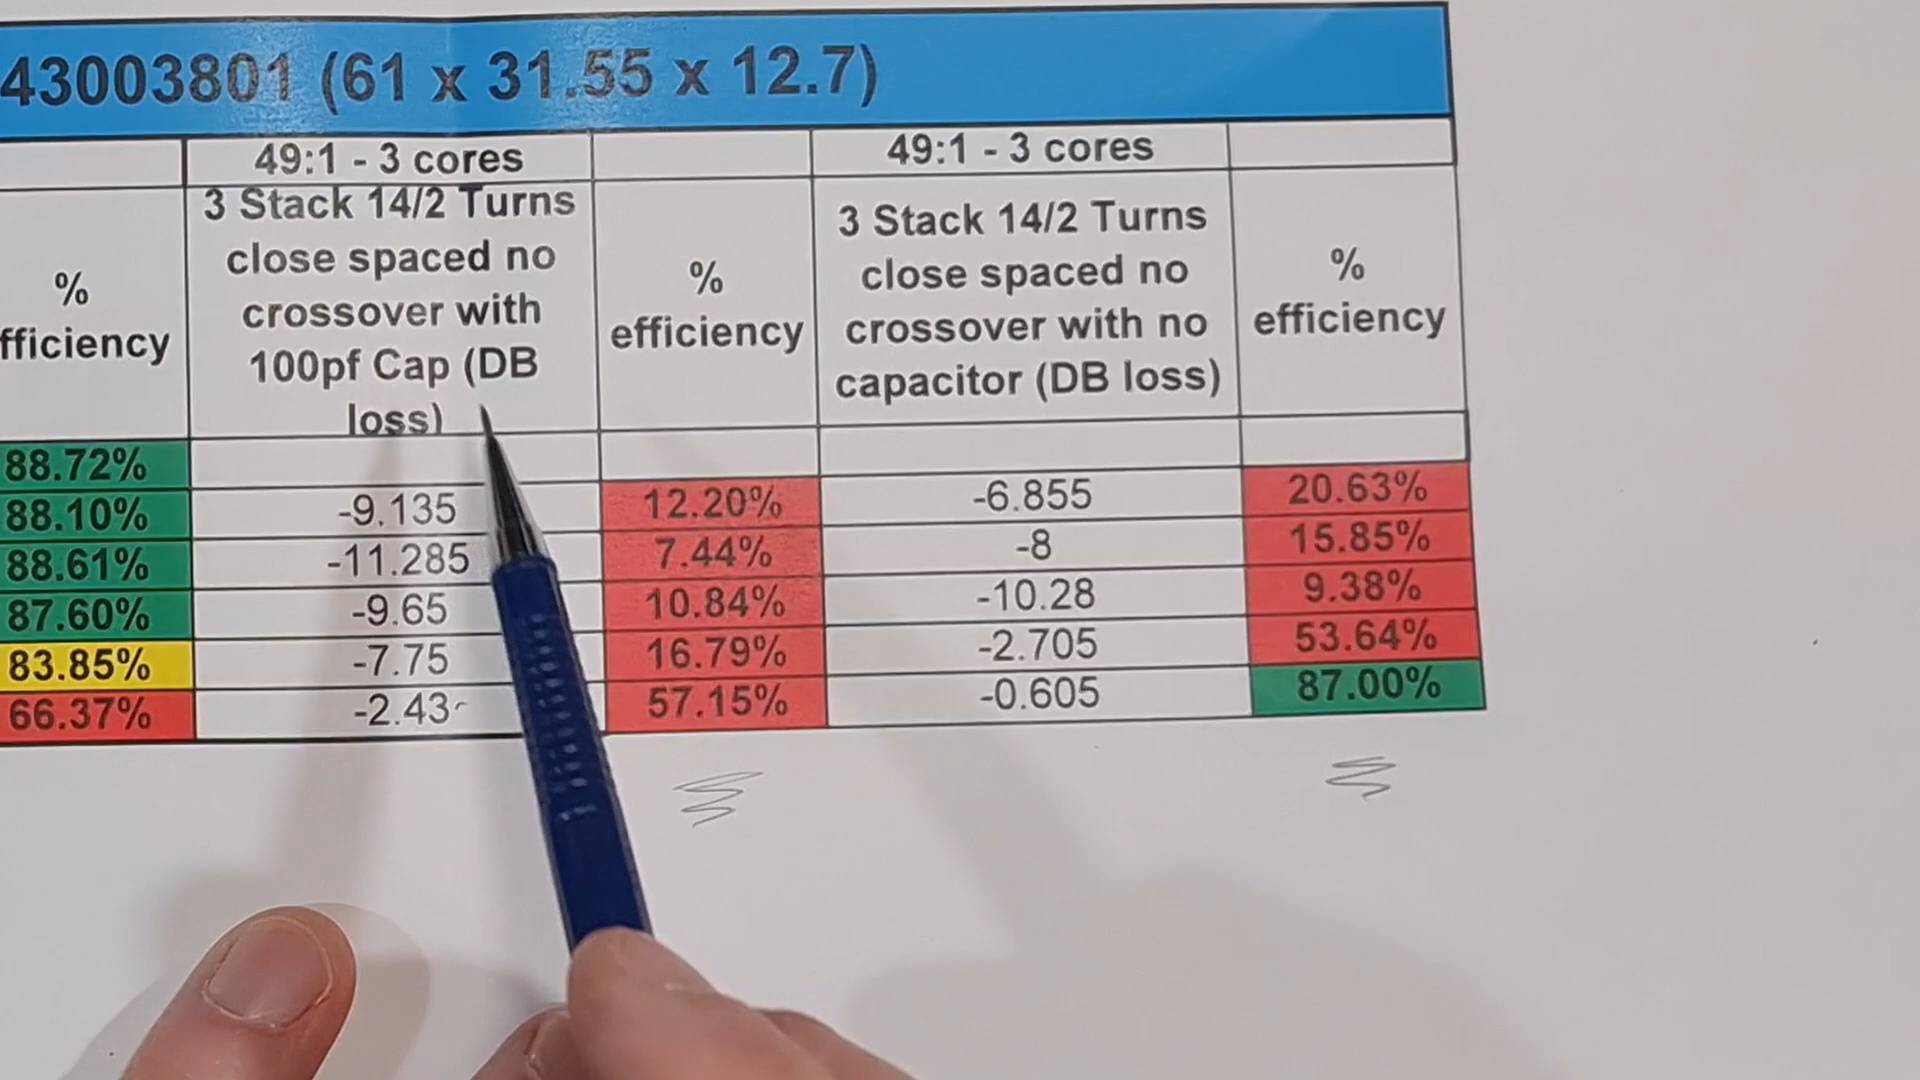 43003801 (61 x 31.55 x 12.7)
49:1 - 3 cores
49:1 - 3 cores
%
fficiency
3 Stack 14/2 Turns
close spaced no
crossover with
100pf Cap (DB
loss)
%
efficiency
3 Stack 14/2 Turns
close spaced no
crossover with no
capacitor (DB loss)
%
efficiency
88.72%
88.10% -9.135 12.20% -6.855 20.63%
88.61% -11.285 7.44% -8 15.85%
87.60% -9.65 10.84% -10.28 9.38%
83.85% -7.75 16.79% -2.705 53.64%
66.37% -2.43 57.15% -0.605 87.00%